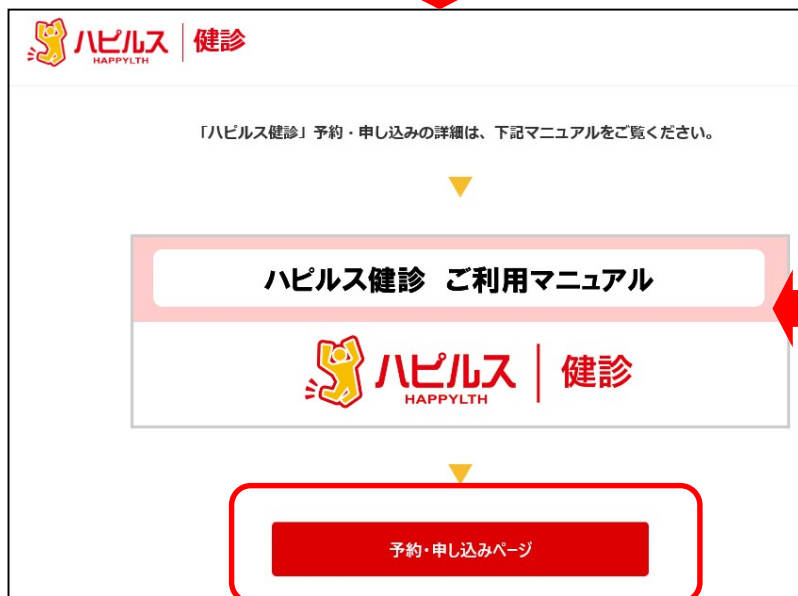 ハピルス 健診
HAPPYLTH
「ハピルス健診」予約・申し込みの詳細は、下記マニュアルをご覧ください。
ハピルス健診 ご利用マニュアル
ハピルス 健診
HAPPYLTH
予約・申し込みページ